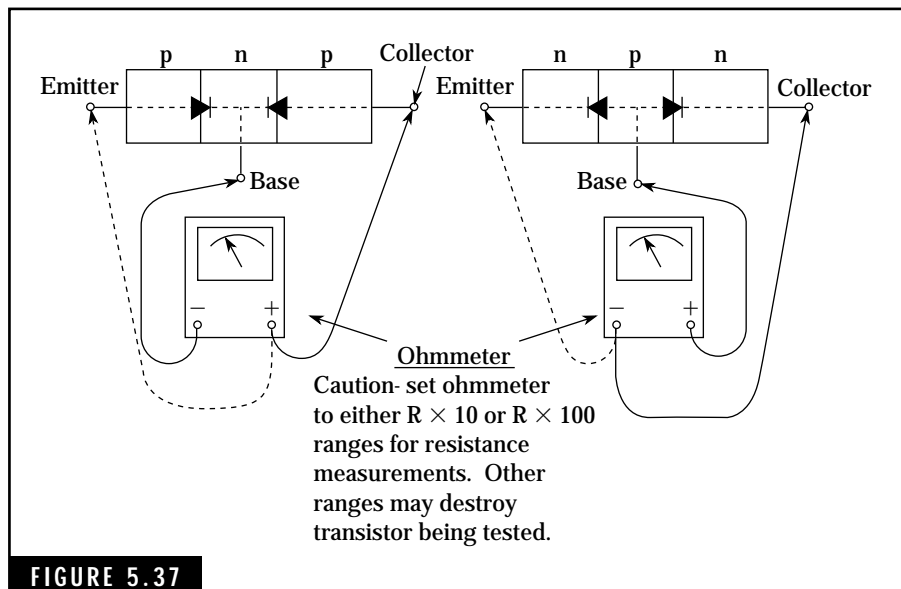 p n p
Collector
Emitter
Base
− +
n p n
Emitter
Collector
Base
− +
Ohmmeter
Caution- set ohmmeter
to either R × 10 or R × 100
ranges for resistance
measurements. Other
ranges may destroy
transistor being tested.
FIGURE 5.37